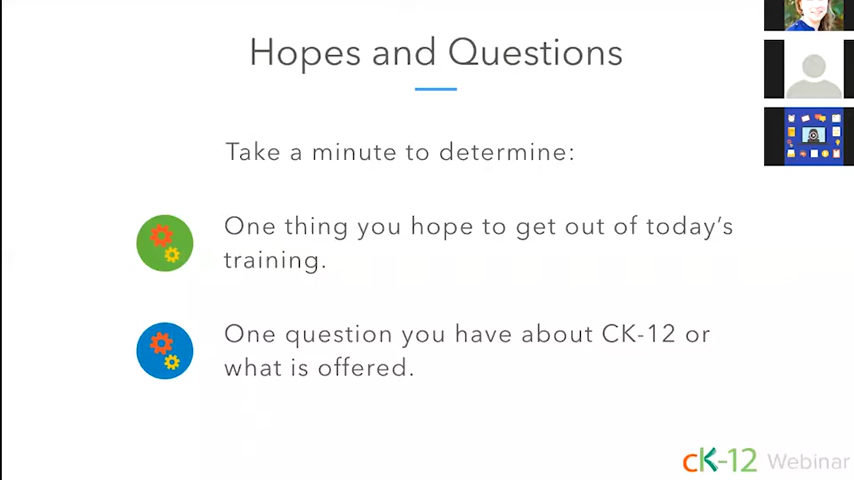 Hopes and Questions
Take a minute to determine:
One thing you hope to get out of today's
training.
One question you have about CK-12 or
what is offered.
cK-12 Webinar